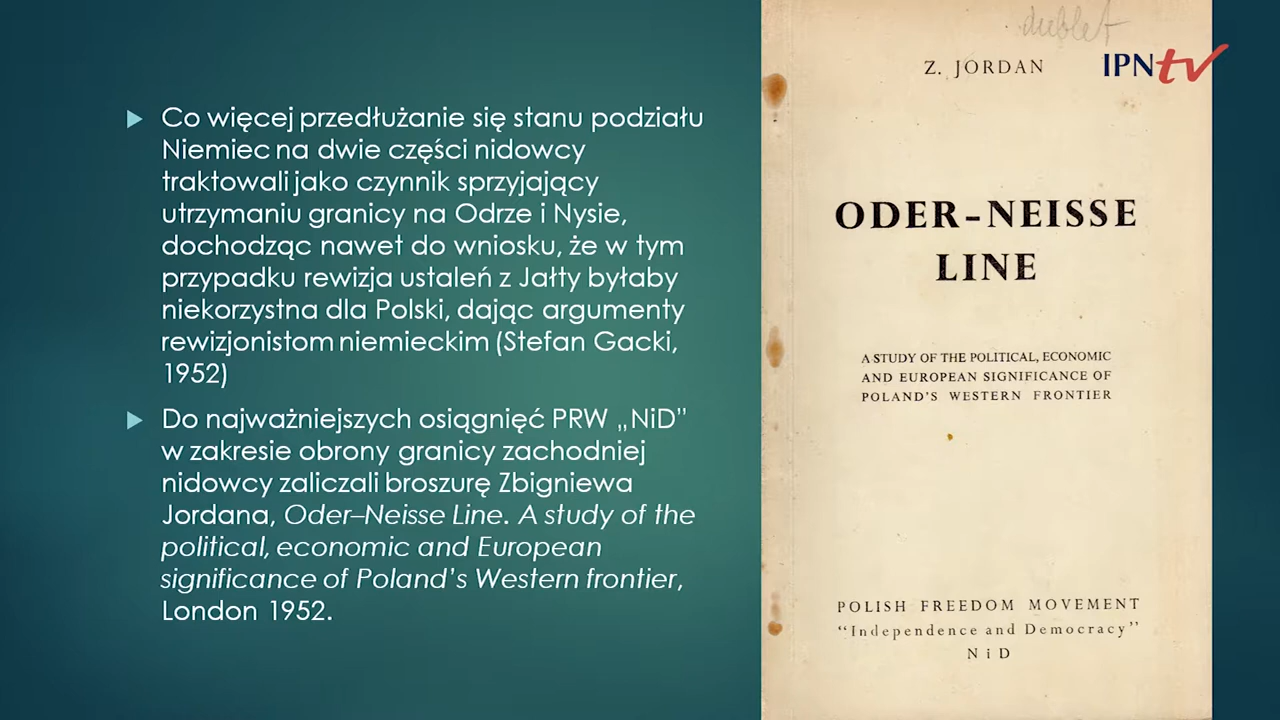 Co więcej przedłużanie się stanu podziału
Niemiec na dwie części nidowcy
traktowali jako czynnik sprzyjający
utrzymaniu granicy na Odrze i Nysie,
dochodząc nawet do wniosku, że w tym
przypadku rewizja ustaleń z Jałty byłaby
niekorzystna dla Polski, dając argumenty
rewizjonistom niemieckim (Stefan Gacki,
1952)
Do najważniejszych osiągnięć PRW „NiD”
w zakresie obrony granicy zachodniej
nidowcy zaliczali broszurę Zbigniewa
Jordana, Oder–Neisse Line. A study of the
political, economic and European
significance of Poland’s Western frontier,
London 1952.
dublet
Z. JORDAN
IPNtv
ODER-NEISSE
LINE
A STUDY OF THE POLITICAL, ECONOMIC
AND EUROPEAN SIGNIFICANCE OF
POLAND'S WESTERN FRONTIER
POLISH FREEDOM MOVEMENT
“Independence and Democracy”
NiD